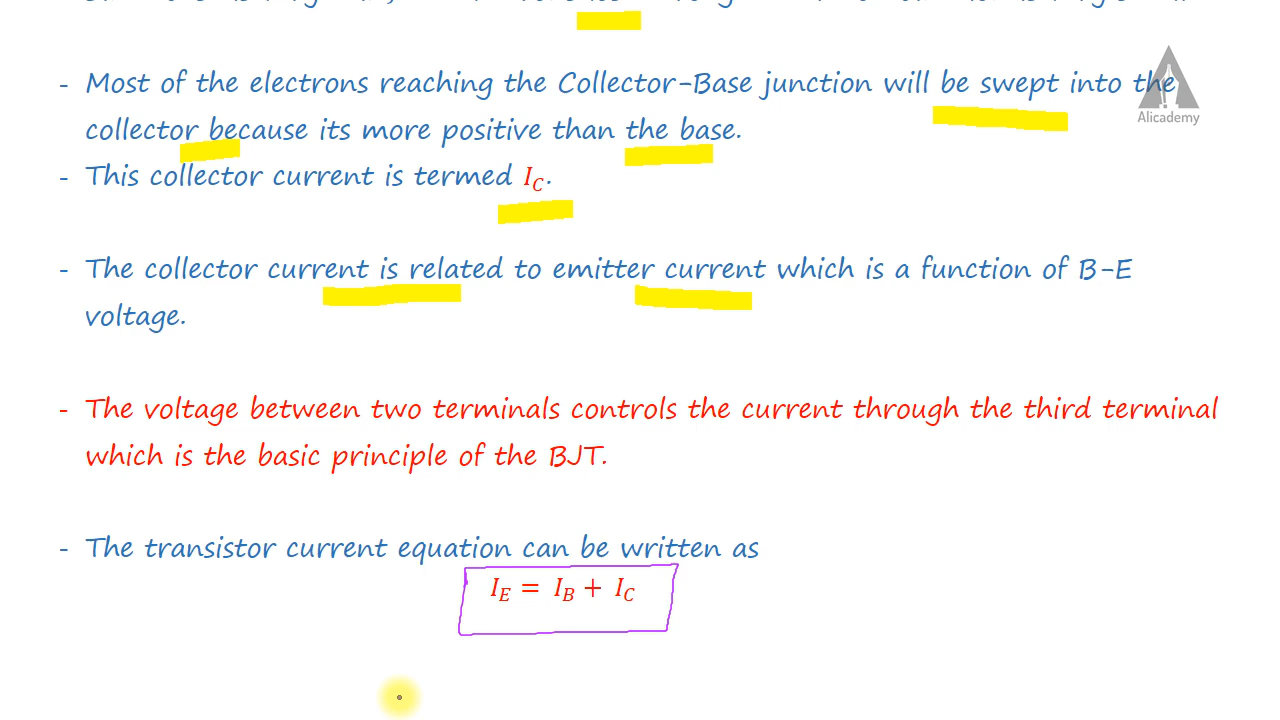 - Most of the electrons reaching the Collector-Base junction will be swept into the
collector because its more positive than the base.
- This collector current is termed I_C.
- The collector current is related to emitter current which is a function of B-E
voltage.
- The voltage between two terminals controls the current through the third terminal
which is the basic principle of the BJT.
- The transistor current equation can be written as
I_E = I_B + I_C
Alicademy